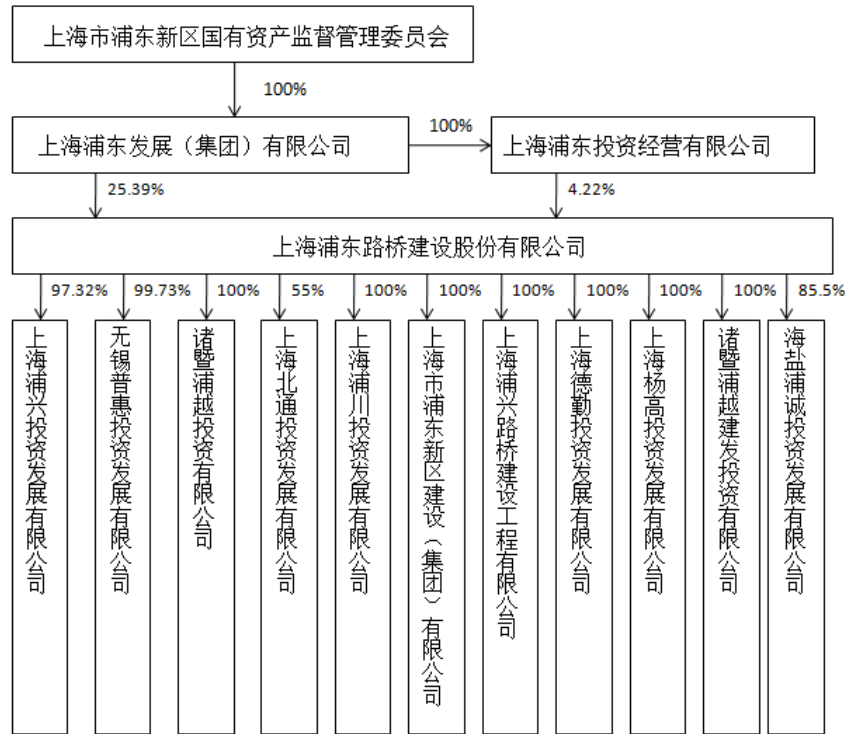 上海市浦东新区国有资产监督管理委员会
100%
上海浦东发展（集团）有限公司
100%
上海浦东投资经营有限公司
25.39%
4.22%
上海浦东路桥建设股份有限公司
97.32%
99.73%
100%
55%
100%
100%
100%
100%
100%
100%
85.5%
上海浦兴投资发展有限公司
无锡普惠投资发展有限公司
诸暨浦越投资有限公司
上海北通投资发展有限公司
上海浦川投资发展有限公司
上海市浦东新区建设（集团）有限公司
上海浦兴路桥建设工程有限公司
上海德勤投资发展有限公司
上海杨高投资发展有限公司
诸暨浦越建发投资有限公司
海盐浦诚投资发展有限公司